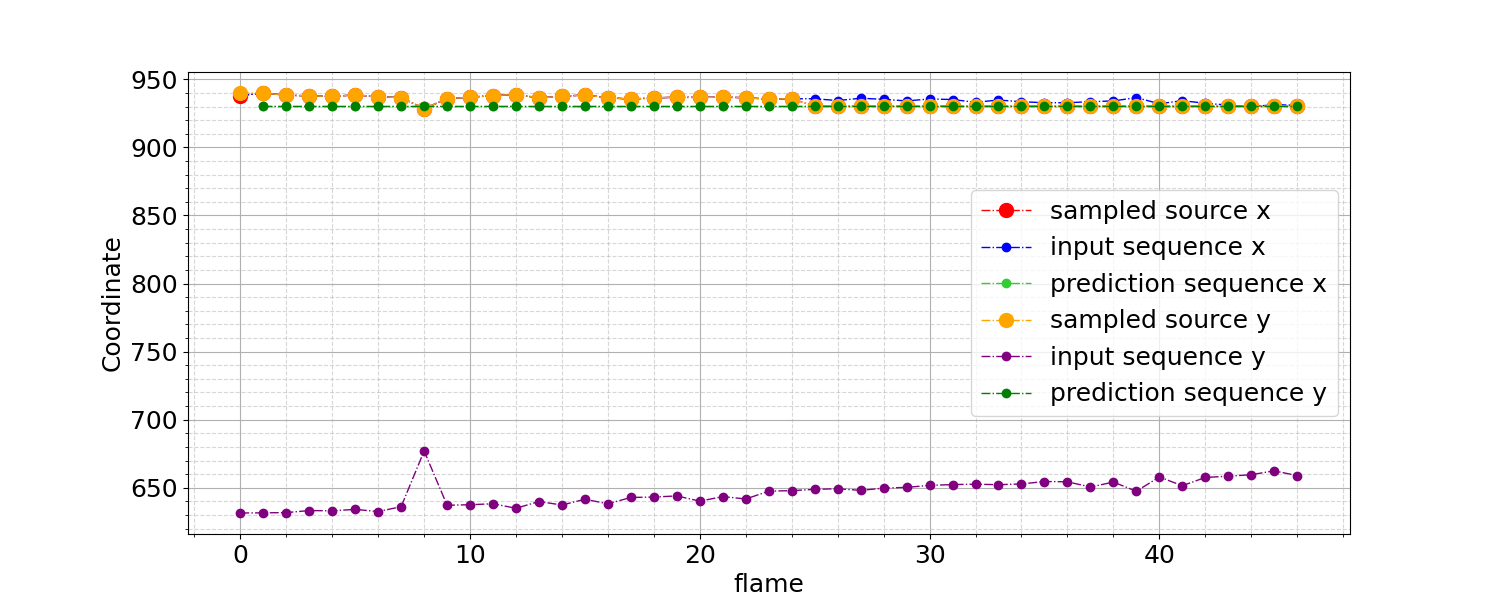 950
900
850
800
750
700
650
Coordinate
sampled source x
input sequence x
prediction sequence x
sampled source y
input sequence y
prediction sequence y
0 10 20 30 40
flame